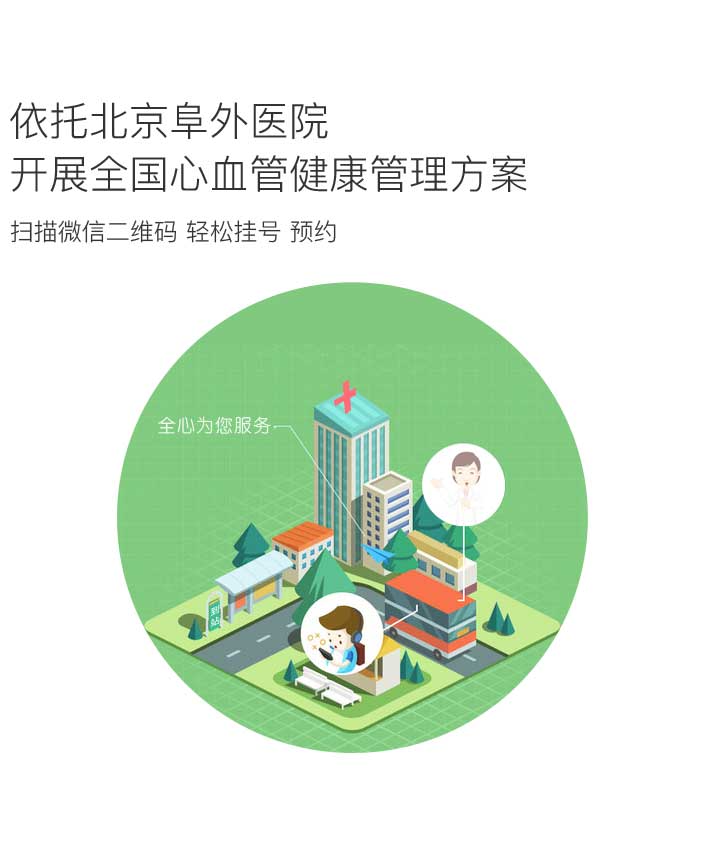 依托北京阜外医院
开展全国心血管健康管理方案
扫描微信二维码 轻松挂号 预约
全心为您服务
到站